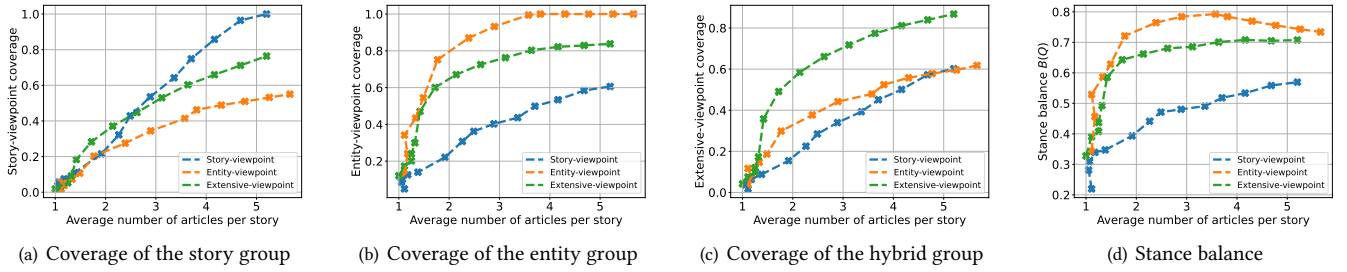 Story-viewpoint coverage
1.0
0.8
0.6
0.4
0.2
0.0
Story-viewpoint
Entity-viewpoint
Extensive-viewpoint
1 2 3 4 5
Average number of articles per story
(a) Coverage of the story group
Entity-viewpoint coverage
1.0
0.8
0.6
0.4
0.2
Story-viewpoint
Entity-viewpoint
Extensive-viewpoint
1 2 3 4 5
Average number of articles per story
(b) Coverage of the entity group
Extensive-viewpoint coverage
0.8
0.6
0.4
0.2
0.0
Story-viewpoint
Entity-viewpoint
Extensive-viewpoint
1 2 3 4 5
Average number of articles per story
(c) Coverage of the hybrid group
Stance balance B(Q)
0.8
0.7
0.6
0.5
0.4
0.3
0.2
Story-viewpoint
Entity-viewpoint
Extensive-viewpoint
1 2 3 4 5
Average number of articles per story
(d) Stance balance